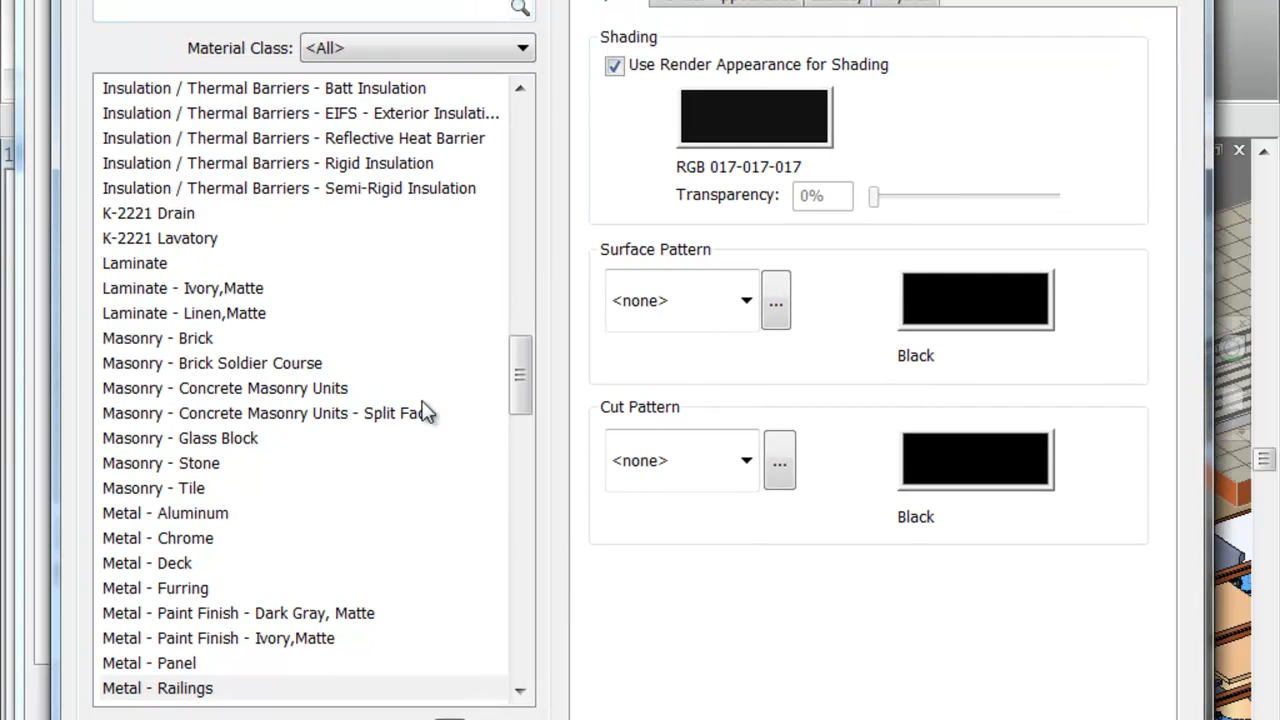 Material Class: <All>
Insulation / Thermal Barriers - Batt Insulation
Insulation / Thermal Barriers - EIFS - Exterior Insulati...
Insulation / Thermal Barriers - Reflective Heat Barrier
Insulation / Thermal Barriers - Rigid Insulation
Insulation / Thermal Barriers - Semi-Rigid Insulation
K-2221 Drain
K-2221 Lavatory
Laminate
Laminate - Ivory,Matte
Laminate - Linen,Matte
Masonry - Brick
Masonry - Brick Soldier Course
Masonry - Concrete Masonry Units
Masonry - Concrete Masonry Units - Split
Masonry - Glass Block
Masonry - Stone
Masonry - Tile
Metal - Aluminum
Metal - Chrome
Metal - Deck
Metal - Furring
Metal - Paint Finish - Dark Gray, Matte
Metal - Paint Finish - Ivory,Matte
Metal - Panel
Metal - Railings
Shading
Use Render Appearance for Shading
RGB 017-017-017
Transparency: 0%
Surface Pattern
<none> ...
Black
Cut Pattern
<none> ...
Black